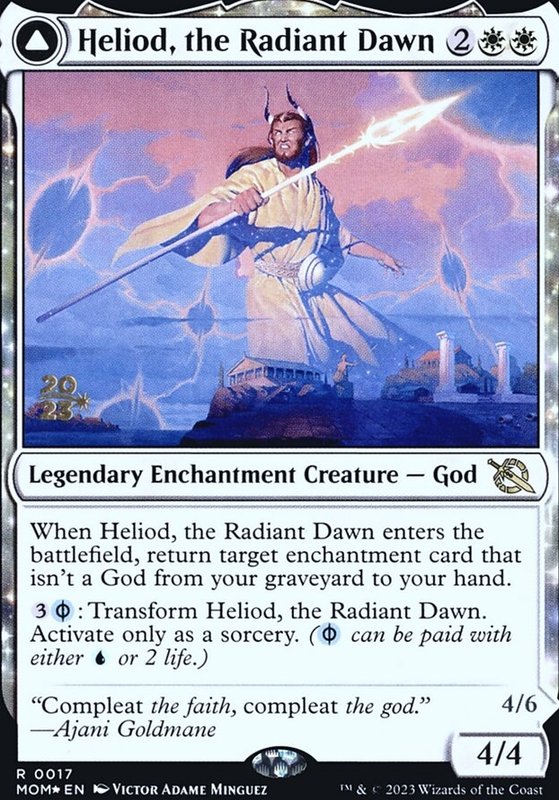 Heliod, the Radiant Dawn 2
20
23
Legendary Enchantment Creature — God
When Heliod, the Radiant Dawn enters the
battlefield, return target enchantment card that
isn't a God from your graveyard to your hand.
3 : Transform Heliod, the Radiant Dawn.
Activate only as a sorcery. ( can be paid with
either or 2 life.)
"Compleat the faith, compleat the god."
—Ajani Goldmane
4/6
4/4
R 0017
MOM★EN Victor Adame Minguez
™ & © 2023 Wizards of the Coast